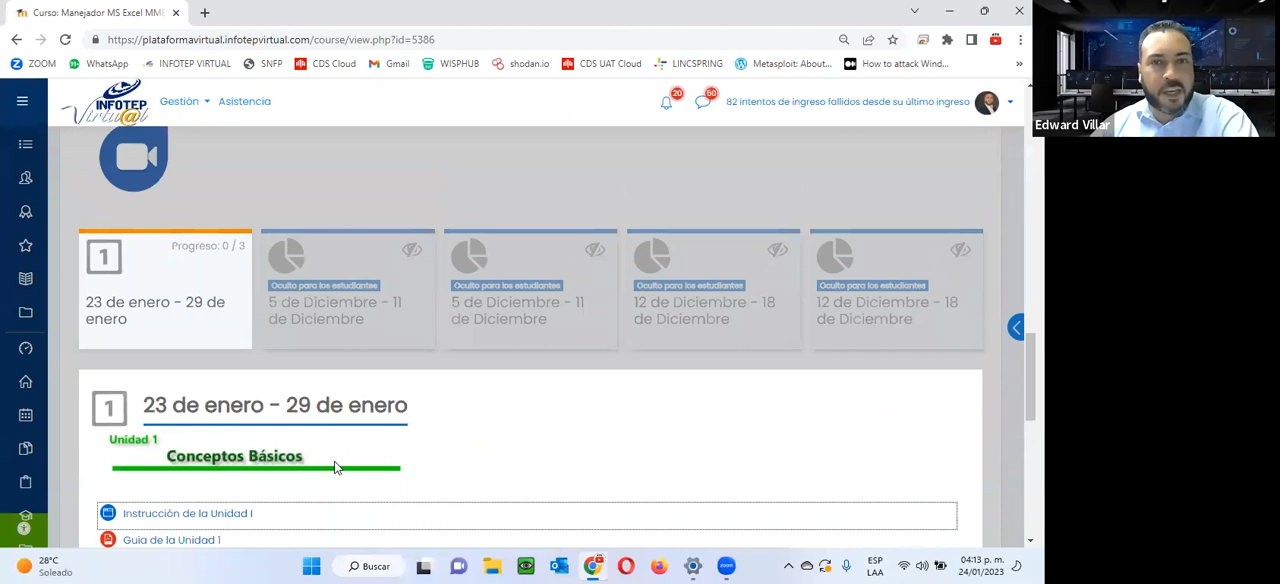 Curso: Manejador MS Excel MME
https://plataformavirtual.infotepvirtual.com/course/view.php?id=5386
ZOOM
WhatsApp
INFOTEP VIRTUAL
SNFP
CDS Cloud
Gmail
WISPHUB
shodan.io
CDS UAT Cloud
LINCSPRING
Metasploit: About...
How to attack Wind...
»
INFOTEP
Virtu@l
Gestión
Asistencia
20
50
82 intentos de ingreso fallidos desde su último ingreso
Edward Villar
1
Progreso: 0 / 3
23 de enero - 29 de
enero
Oculto para los estudiantes
5 de Diciembre - 11
de Diciembre
Oculto para los estudiantes
5 de Diciembre - 11
de Diciembre
Oculto para los estudiantes
12 de Diciembre - 18
de Diciembre
Oculto para los estudiantes
12 de Diciembre - 18
de Diciembre
1
23 de enero - 29 de enero
Unidad 1
Conceptos Básicos
Instrucción de la Unidad I
Guia de la Unidad 1
28°C
Soleado
Buscar
zoom
ESP
LAA
04:13 p. m.
24/01/2023